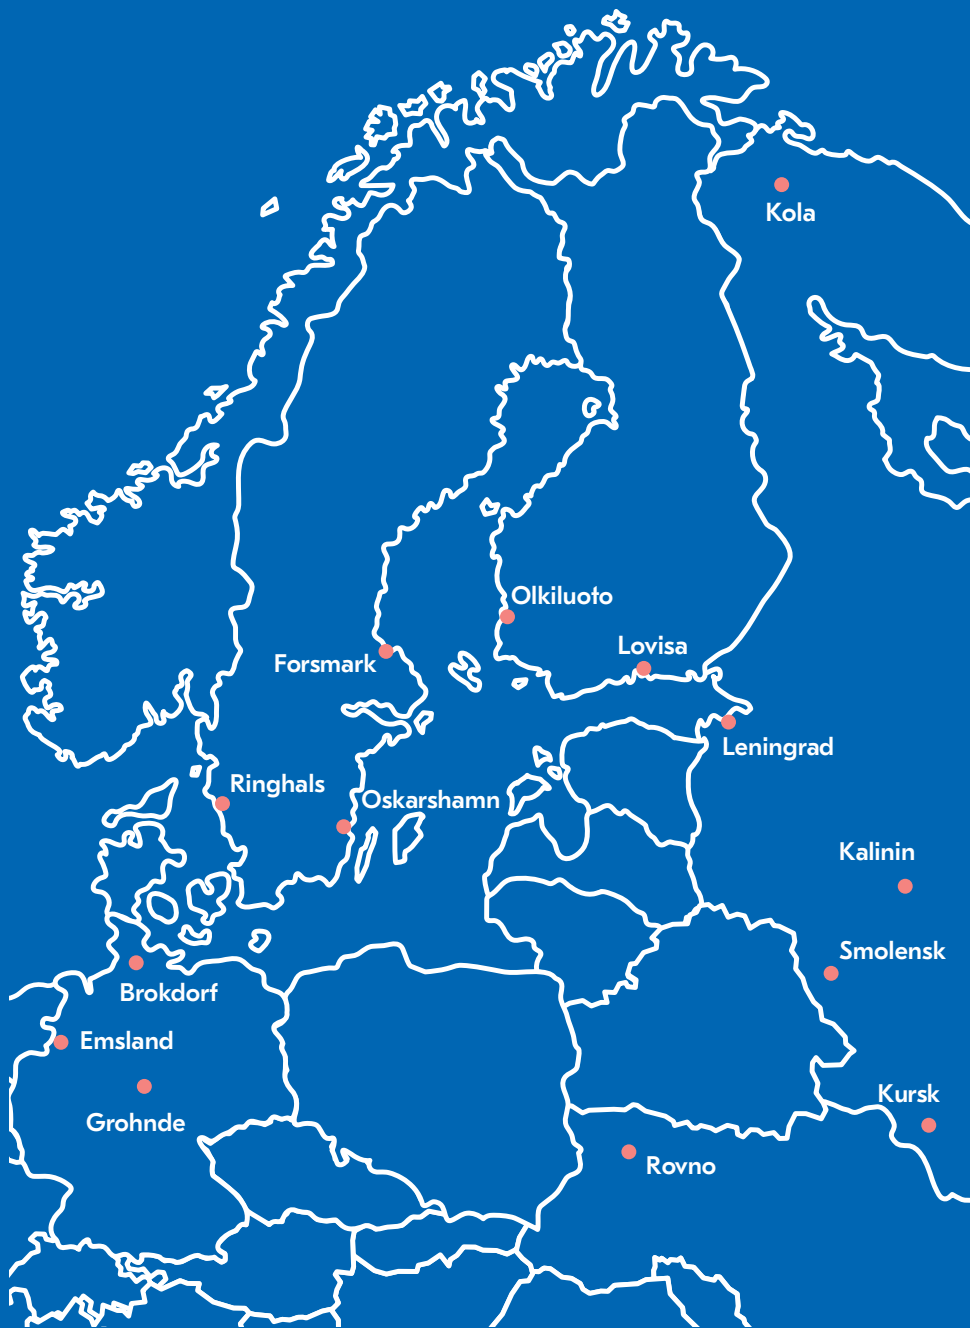 Kola
Olkiluoto
Lovisa
Forsmark
Leningrad
Ringhals
Oskarshamn
Kalinin
Smolensk
Brokdorf
Emsland
Kursk
Grohnde
Rovno